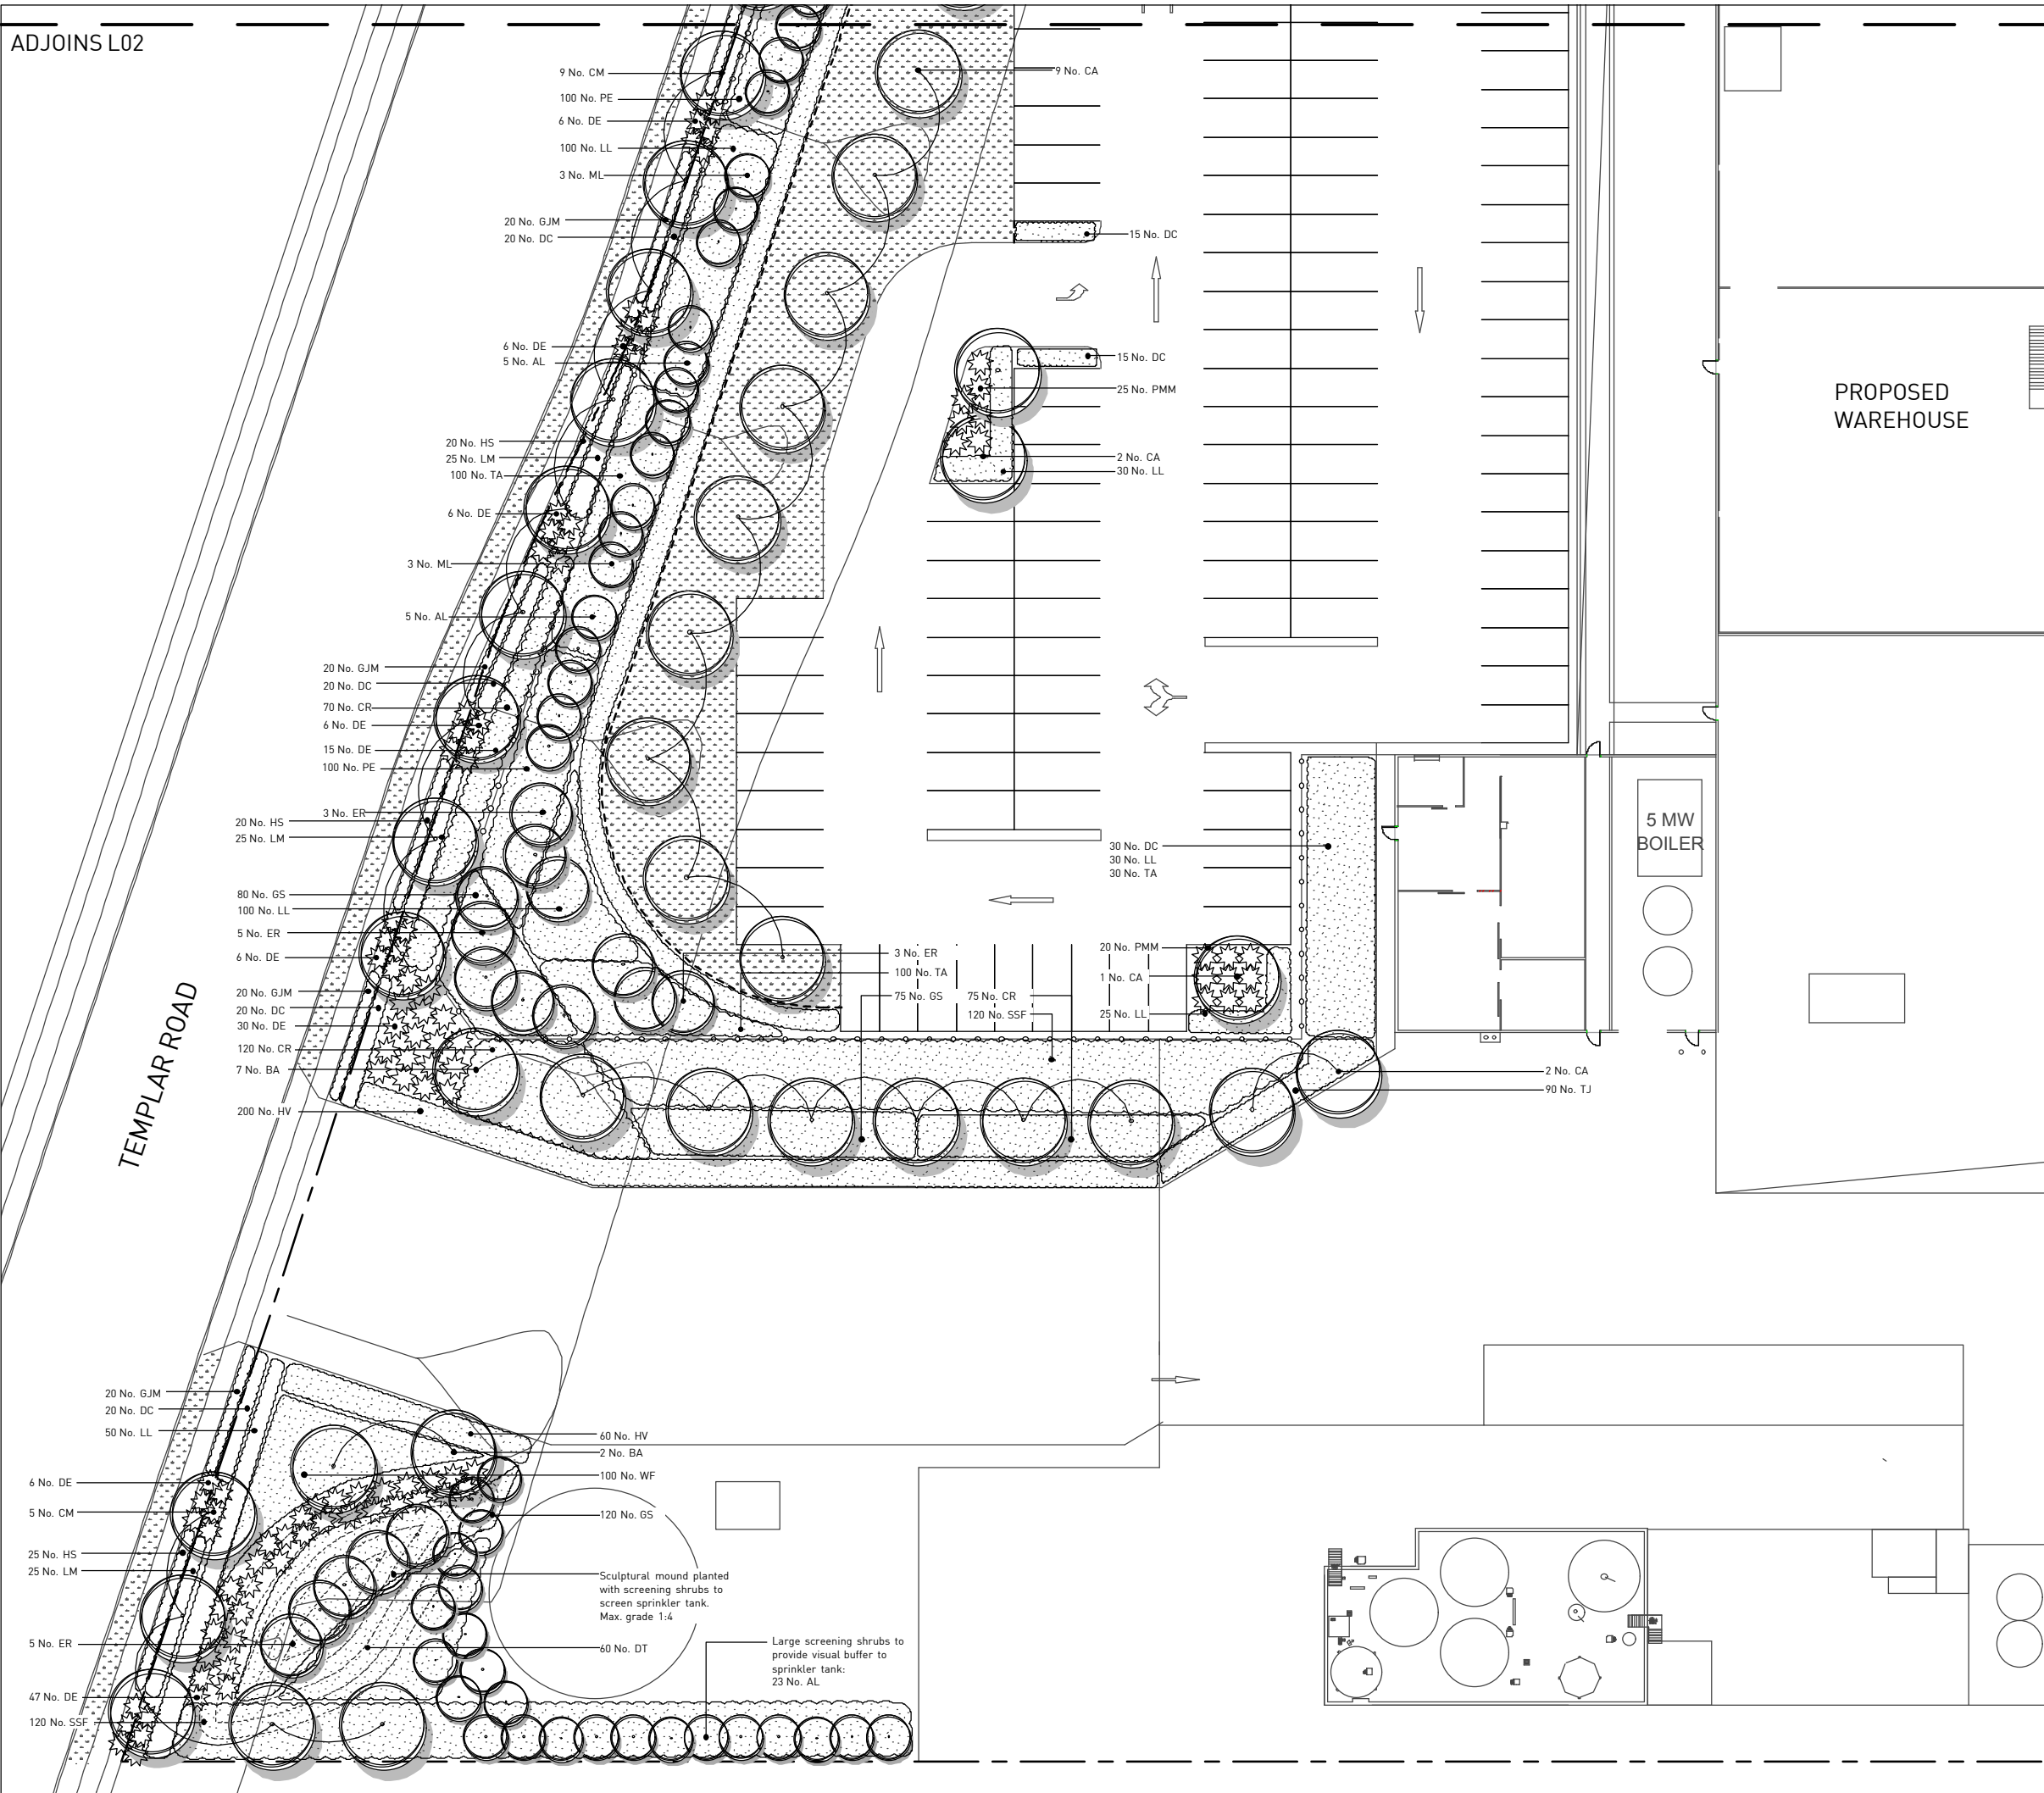 ADJOINS L02
9 No. CM
9 No. CA
100 No. PE
6 No. DE
100 No. LL
3 No. ML
20 No. GJM
20 No. DC
15 No. DC
6 No. DE
5 No. AL
15 No. DC
25 No. PMM
PROPOSED
WAREHOUSE
20 No. HS
25 No. LM
100 No. TA
2 No. CA
30 No. LL
6 No. DE
3 No. ML
5 No. AL
20 No. GJM
20 No. DC
70 No. CR
6 No. DE
15 No. DE
100 No. PE
3 No. ER
20 No. HS
25 No. LM
5 MW
BOILER
30 No. DC
30 No. LL
30 No. TA
80 No. GS
100 No. LL
5 No. ER
6 No. DE
3 No. ER
100 No. TA
75 No. GS
75 No. CR
120 No. SSF
20 No. PMM
1 No. CA
25 No. LL
20 No. GJM
20 No. DC
30 No. DE
120 No. CR
7 No. BA
200 No. HV
2 No. CA
90 No. TJ
TEMPLAR ROAD
20 No. GJM
20 No. DC
50 No. LL
60 No. HV
2 No. BA
100 No. WF
6 No. DE
5 No. CM
120 No. GS
25 No. HS
25 No. LM
Sculptural mound planted
with screening shrubs to
screen sprinkler tank.
Max. grade 1:4
5 No. ER
60 No. DT
Large screening shrubs to
provide visual buffer to
sprinkler tank:
23 No. AL
47 No. DE
120 No. SSF